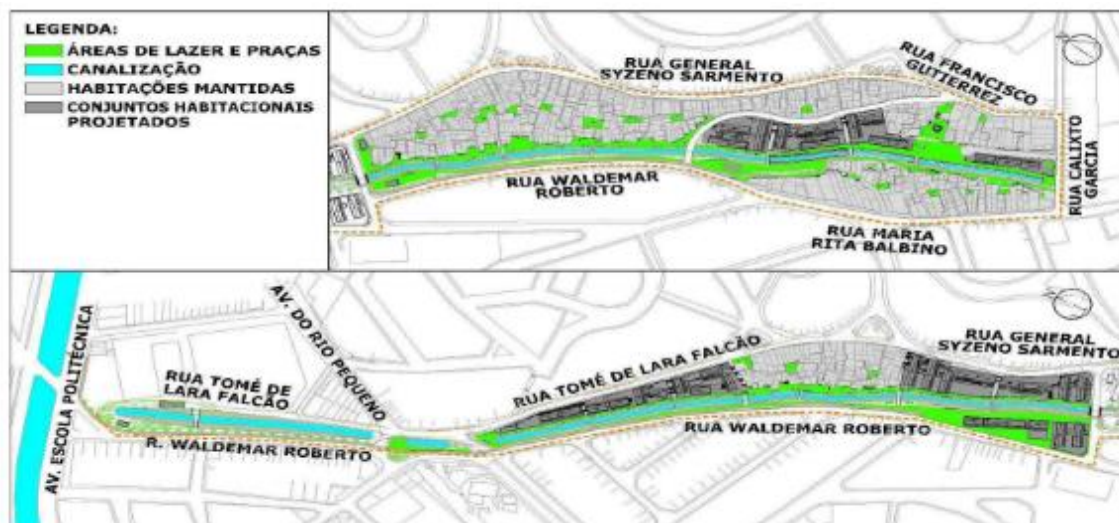 LEGENDA:
ÁREAS DE LAZER E PRAÇAS
CANALIZAÇÃO
HABITAÇÕES MANTIDAS
CONJUNTOS HABITACIONAIS
PROJETADOS
RUA GENERAL
SYZENO SARMENTO
RUA FRANCISCO
GUTIERREZ
RUA CALIXTO
GARCIA
RUA WALDEMAR
ROBERTO
RUA MARIA
RITA BALBINO
AV. ESCOLA POLITÉCNICA
AV. DO RIO PEQUENO
RUA TOMÉ DE
LARA FALCÃO
R. WALDEMAR ROBERTO
RUA TOMÉ DE LARA FALCÃO
RUA GENERAL
SYZENO SARMENTO
RUA WALDEMAR ROBERTO